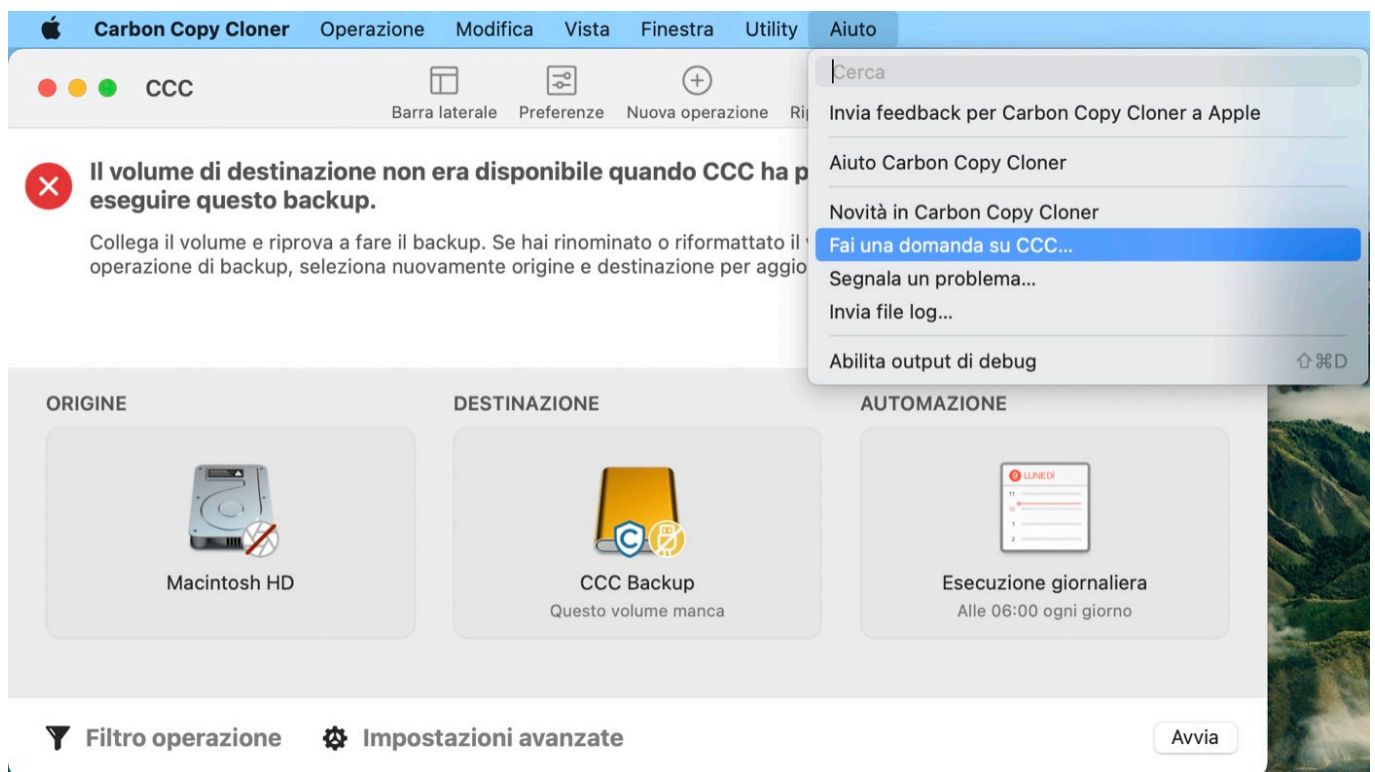 Carbon Copy Cloner Operazione Modifica Vista Finestra Utility Aiuto
CCC
Barra laterale Preferenze Nuova operazione
Cerca
Invia feedback per Carbon Copy Cloner a Apple
Aiuto Carbon Copy Cloner
Novità in Carbon Copy Cloner
Fai una domanda su CCC...
Segnala un problema...
Invia file log...
Abilita output di debug ⇧⌘D
Il volume di destinazione non era disponibile quando CCC ha p
eseguire questo backup.
Collega il volume e riprova a fare il backup. Se hai rinominato o riformattato il
operazione di backup, seleziona nuovamente origine e destinazione per aggio
ORIGINE DESTINAZIONE AUTOMAZIONE
Macintosh HD
CCC Backup
Questo volume manca
9 LUNEDÌ
11
1
2
Esecuzione giornaliera
Alle 06:00 ogni giorno
Filtro operazione Impostazioni avanzate Avvia